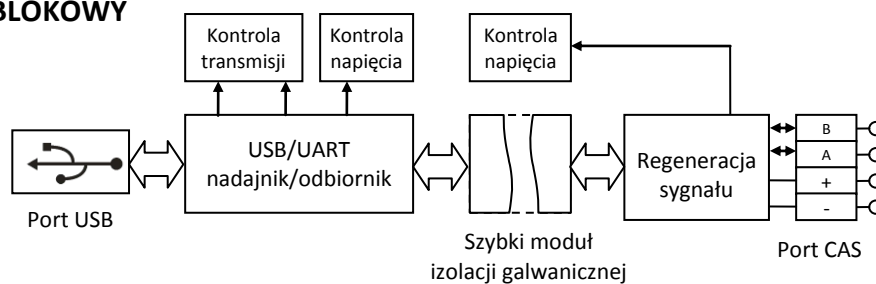 BLOKOWY
Kontrola
transmisji
Kontrola
napięcia
Kontrola
napięcia
USB/UART
nadajnik/odbiornik
Regeneracja
sygnału
B
A
+
-
Port USB
Szybki moduł
izolacji galwanicznej
Port CAS